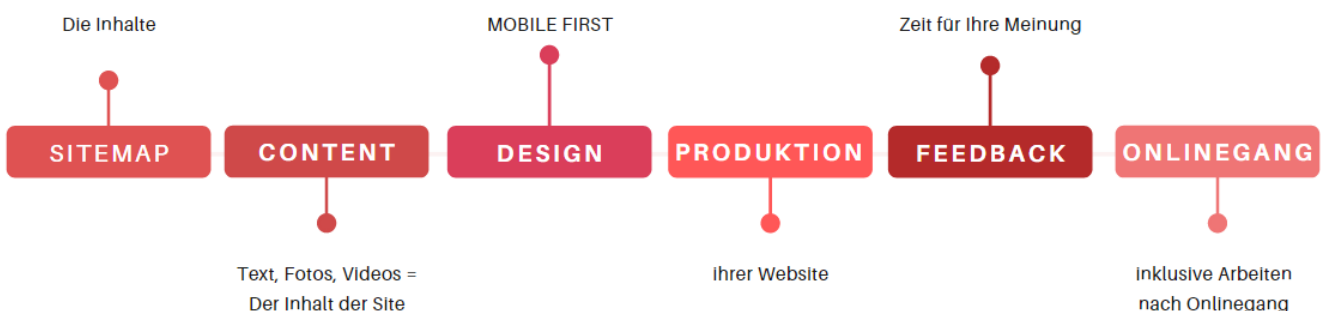 Die Inhalte
MOBILE FIRST
Zeit für Ihre Meinung
SITEMAP
CONTENT
DESIGN
PRODUKTION
FEEDBACK
ONLINEGANG
Text, Fotos, Videos =
Der Inhalt der Site
ihrer Website
inklusive Arbeiten
nach Onlinegang